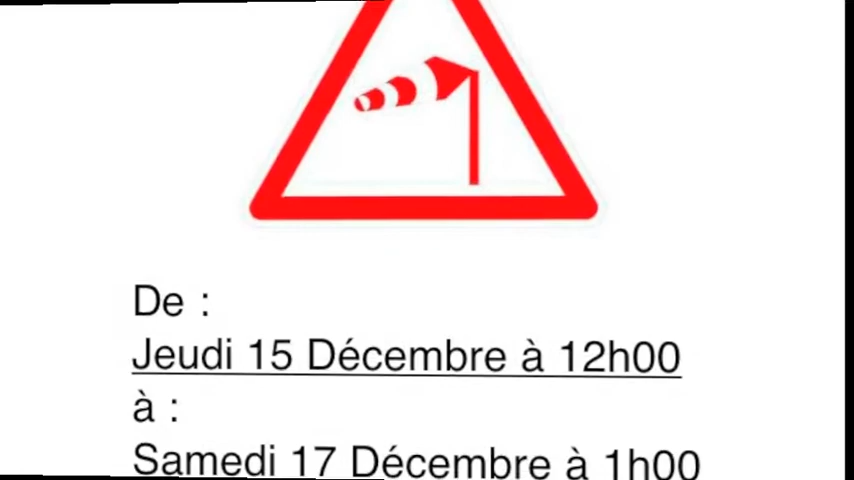 De :
Jeudi 15 Décembre à 12h00
à :
Samedi 17 Décembre à 1h00